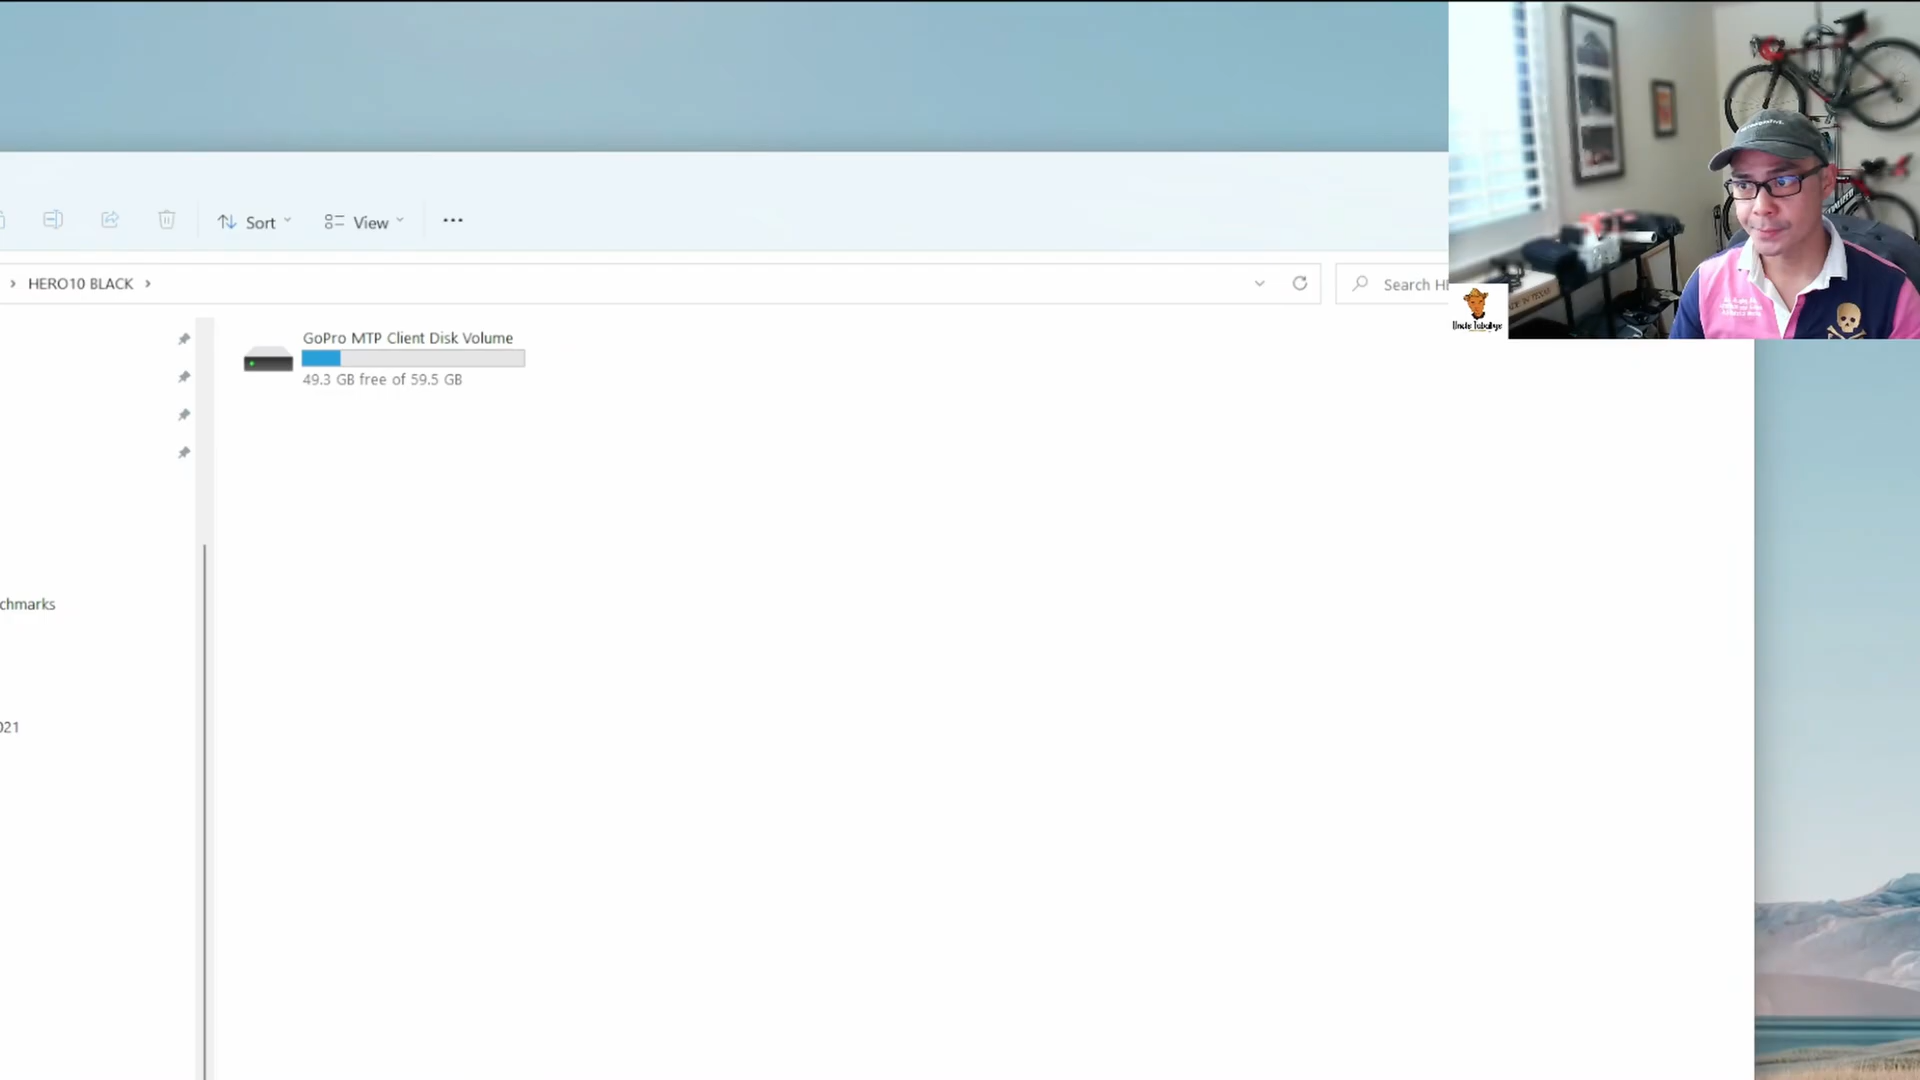 Sort
View
HERO10 BLACK
Search
GoPro MTP Client Disk Volume
49.3 GB free of 59.5 GB
chmarks
021
Uncle